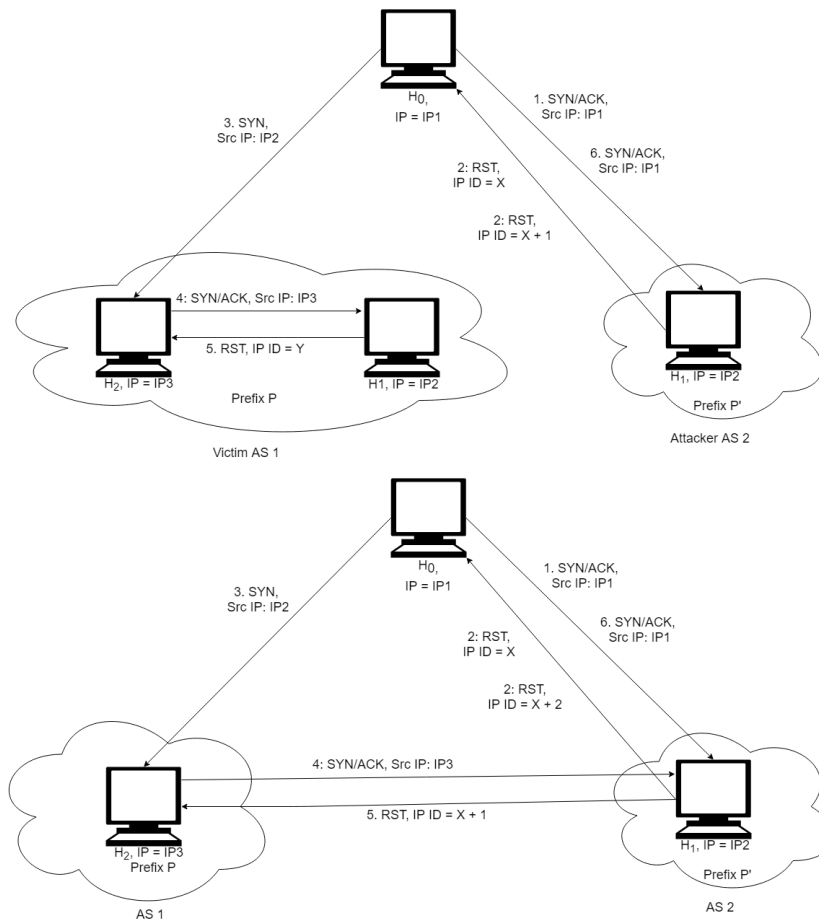 H0,
IP = IP1
1. SYN/ACK,
Src IP: IP1
3. SYN,
Src IP: IP2
6. SYN/ACK,
Src IP: IP1
2: RST,
IP ID = X
2: RST,
IP ID = X + 1
4: SYN/ACK, Src IP: IP3
5. RST, IP ID = Y
H2, IP = IP3
H1, IP = IP2
Prefix P
Victim AS 1
H1, IP = IP2
Prefix P'
Attacker AS 2
H0,
IP = IP1
1. SYN/ACK,
Src IP: IP1
3. SYN,
Src IP: IP2
6. SYN/ACK,
Src IP: IP1
2: RST,
IP ID = X
2: RST,
IP ID = X + 2
4: SYN/ACK, Src IP: IP3
5. RST, IP ID = X + 1
H2, IP = IP3
Prefix P
AS 1
H1, IP = IP2
Prefix P'
AS 2